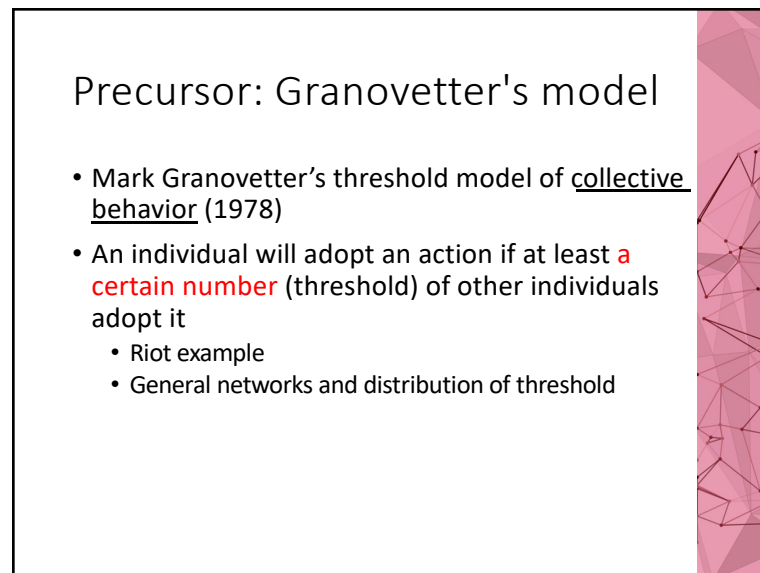 Precursor: Granovetter's model
• Mark Granovetter’s threshold model of collective
behavior (1978)
• An individual will adopt an action if at least a
certain number (threshold) of other individuals
adopt it
• Riot example
• General networks and distribution of threshold